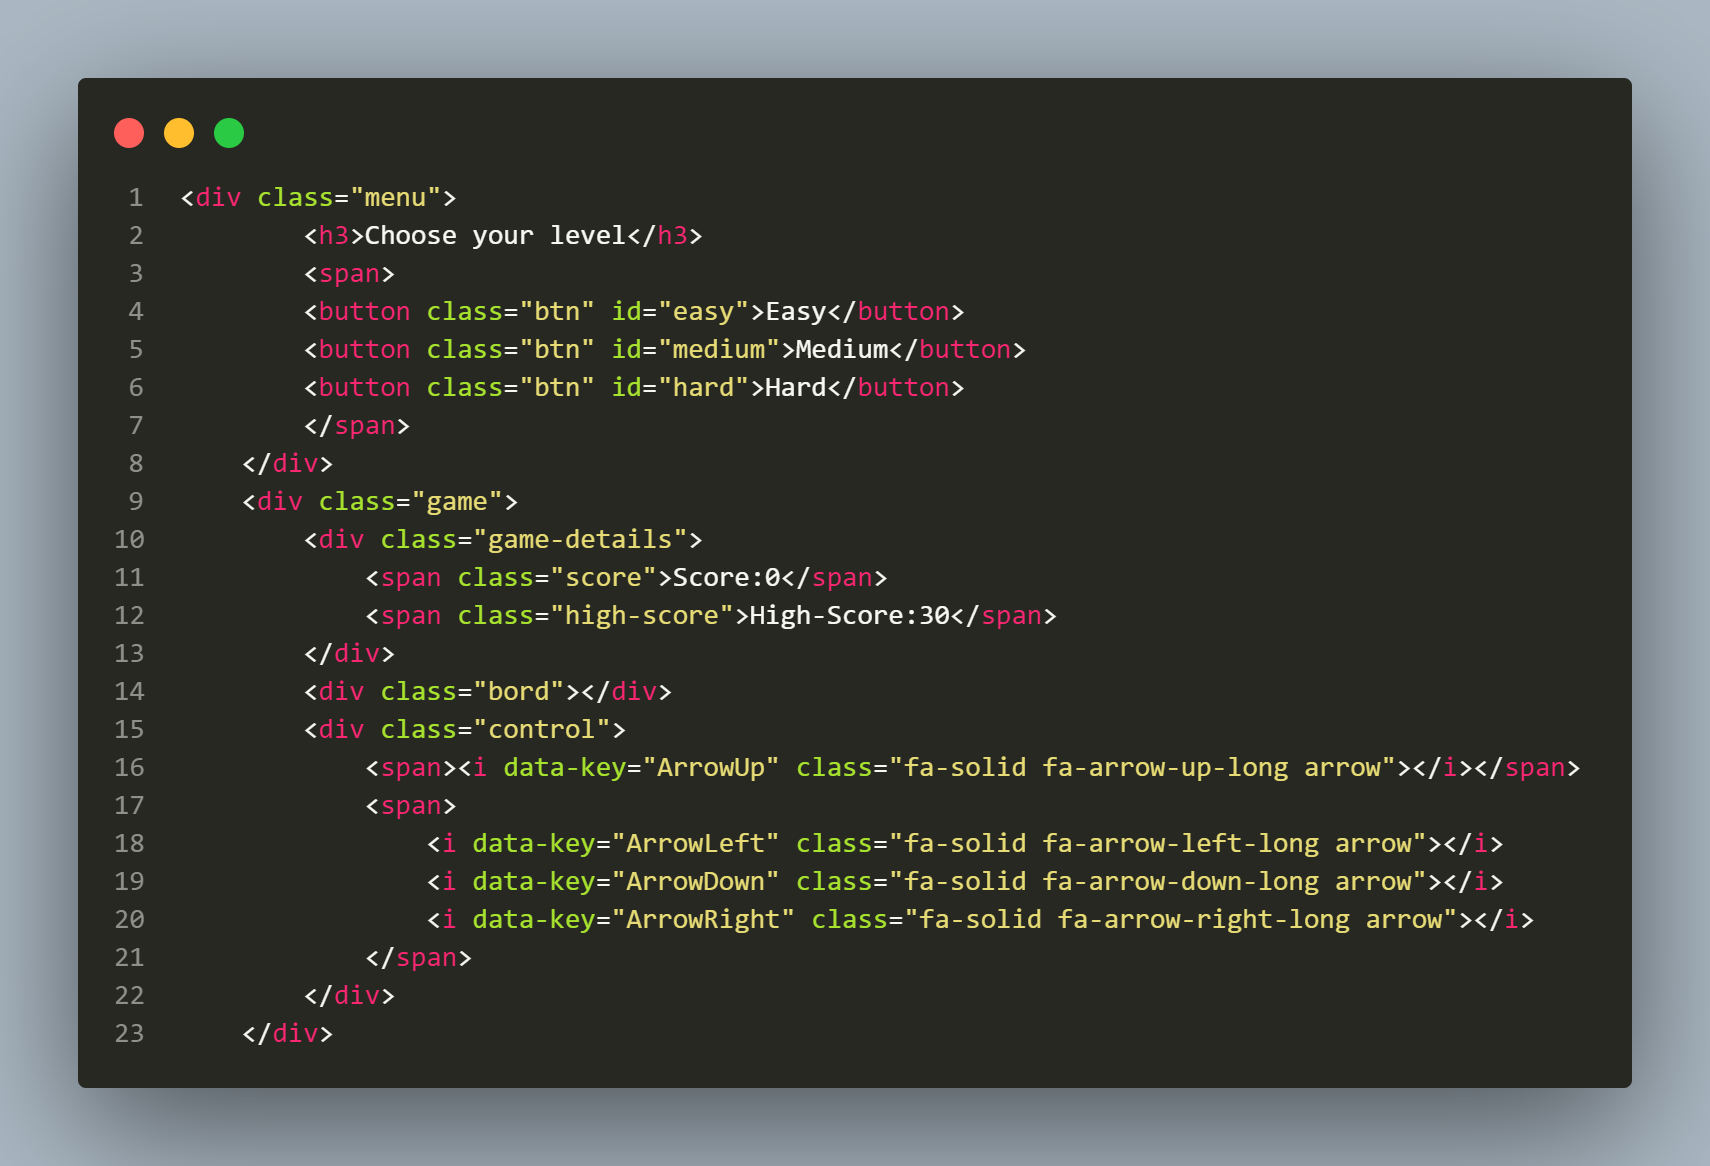 1 <div class="menu">
2         <h3>Choose your level</h3>
3         <span>
4         <button class="btn" id="easy">Easy</button>
5         <button class="btn" id="medium">Medium</button>
6         <button class="btn" id="hard">Hard</button>
7         </span>
8     </div>
9     <div class="game">
10         <div class="game-details">
11             <span class="score">Score:0</span>
12             <span class="high-score">High-Score:30</span>
13         </div>
14         <div class="bord"></div>
15         <div class="control">
16             <span><i data-key="ArrowUp" class="fa-solid fa-arrow-up-long arrow"></i></span>
17             <span>
18                 <i data-key="ArrowLeft" class="fa-solid fa-arrow-left-long arrow"></i>
19                 <i data-key="ArrowDown" class="fa-solid fa-arrow-down-long arrow"></i>
20                 <i data-key="ArrowRight" class="fa-solid fa-arrow-right-long arrow"></i>
21             </span>
22         </div>
23     </div>